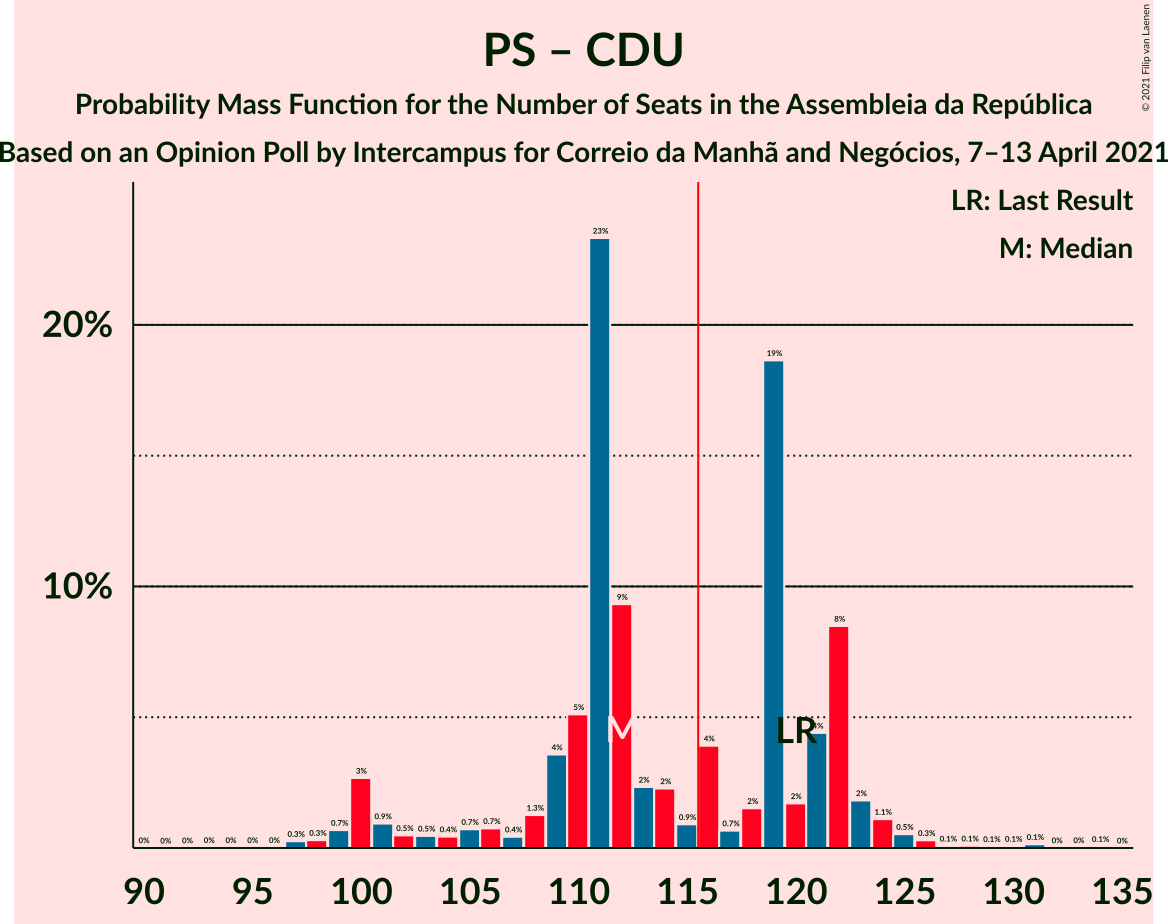 © 2021 Filip van Laenen
PS – CDU
Probability Mass Function for the Number of Seats in the Assembleia da República
Based on an Opinion Poll by Intercampus for Correio da Manhã and Negócios, 7–13 April 2021
LR: Last Result
M: Median
20%
10%
0% 0% 0% 0% 0% 0% 0% 0.3% 0.3% 0.7% 3% 0.9% 0.5% 0.5% 0.4% 0.7% 0.7% 0.4% 1.3% 4% 5% 23% 9% 2% 2% 0.9% 4% 0.7% 2% 19% 2% 4% 8% 2% 1.1% 0.5% 0.3% 0.1% 0.1% 0.1% 0.1% 0.1% 0% 0% 0.1% 0%
M
LR
90 95 100 105 110 115 120 125 130 135